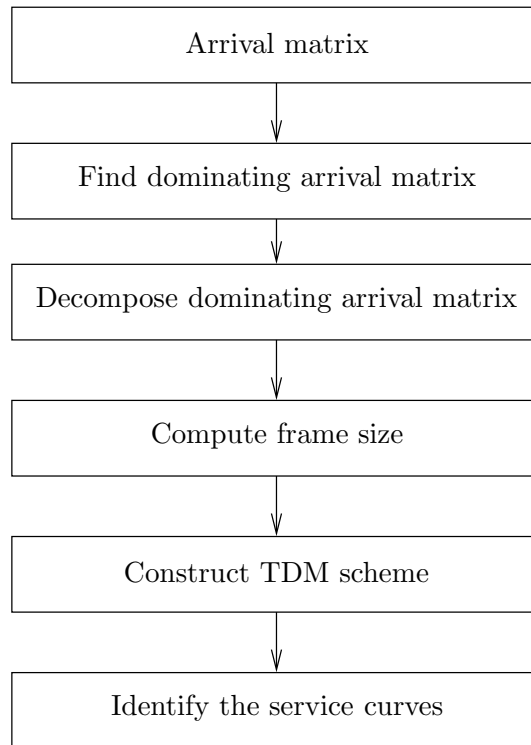 Arrival matrix
Find dominating arrival matrix
Decompose dominating arrival matrix
Compute frame size
Construct TDM scheme
Identify the service curves